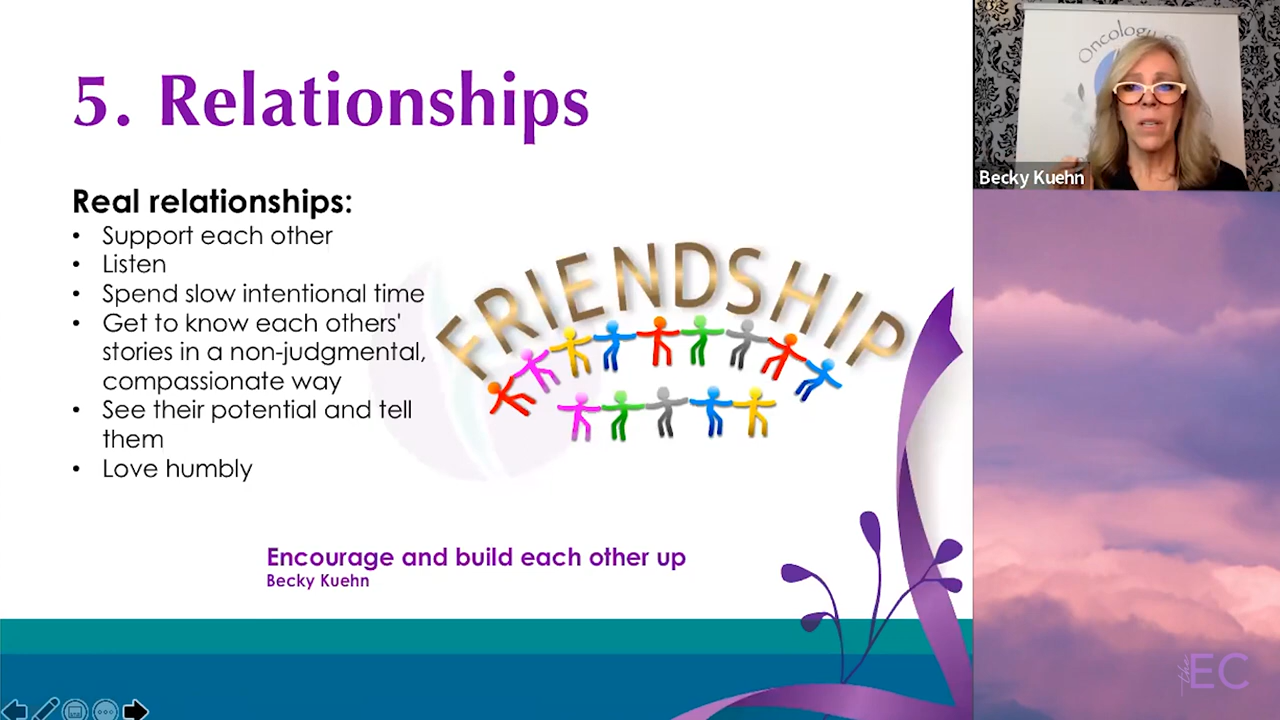 5. Relationships
Real relationships:
• Support each other
• Listen
• Spend slow intentional time
• Get to know each others'
stories in a non-judgmental,
compassionate way
• See their potential and tell
them
• Love humbly
FRIENDSHIP
Encourage and build each other up
Becky Kuehn
Oncology
Becky Kuehn
the EC